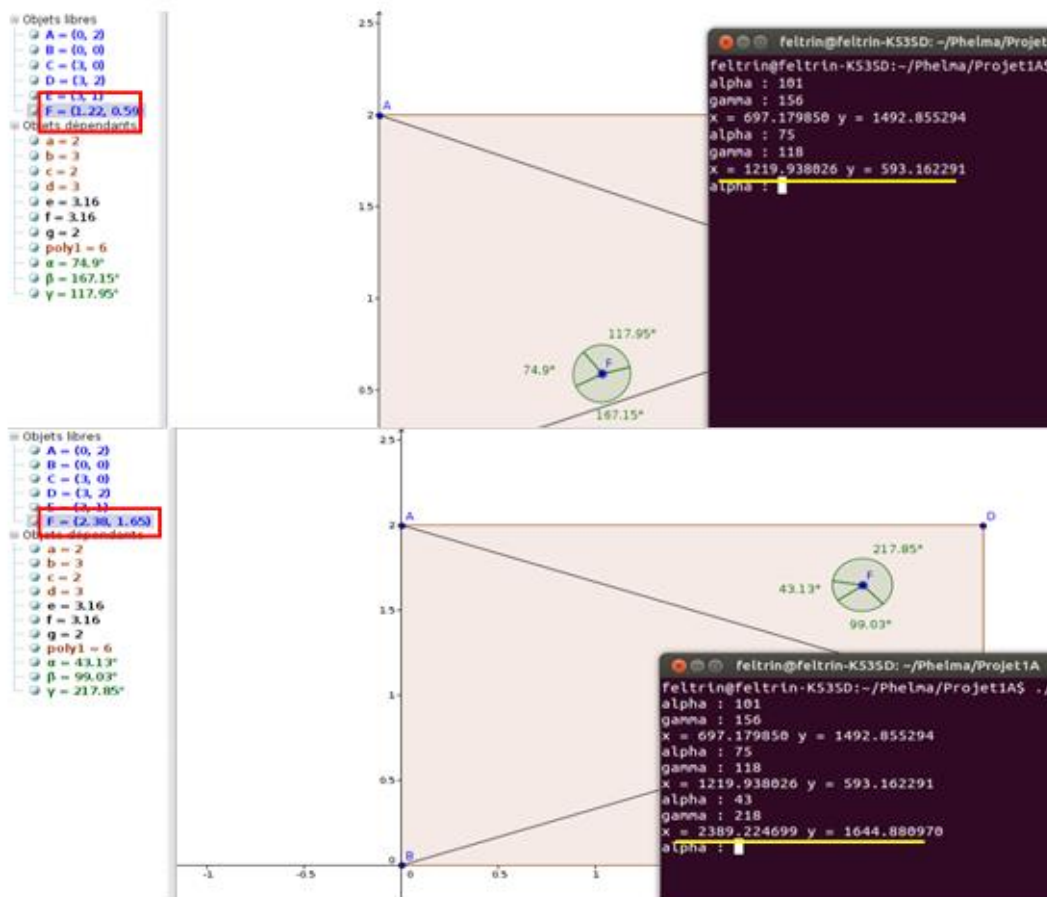 Objets libres
A = (0, 2)
B = (0, 0)
C = (3, 0)
D = (3, 2)
E = (3, 1)
F = (1.22, 0.59)
Objets dépendants
a = 2
b = 3
c = 2
d = 3
e = 3.16
f = 3.16
g = 2
poly1 = 6
α = 74.9°
β = 167.15°
γ = 117.95°
2.5
2
1.5
1
0.5
A
117.95°
F
74.9°
167.15°
feltrin@feltrin-K53SD: ~/Phelma/Projet
feltrin@feltrin-K53SD:~/Phelma/Projet1A$
alpha : 101
gamma : 156
x = 697.179850 y = 1492.855294
alpha : 75
gamma : 118
x = 1219.938026 y = 593.162291
alpha :
Objets libres
A = (0, 2)
B = (0, 0)
C = (3, 0)
D = (3, 2)
E = (3, 1)
F = (2.38, 1.65)
Objets dépendants
a = 2
b = 3
c = 2
d = 3
e = 3.16
f = 3.16
g = 2
poly1 = 6
α = 43.13°
β = 99.03°
γ = 217.85°
2.5
2
1.5
1
0.5
0
A
D
217.85°
F
43.13°
99.03°
B
-1
-0.5
0
0.5
1
feltrin@feltrin-K53SD: ~/Phelma/Projet1A
feltrin@feltrin-K53SD:~/Phelma/Projet1A$ ./
alpha : 101
gamma : 156
x = 697.179850 y = 1492.855294
alpha : 75
gamma : 118
x = 1219.938026 y = 593.162291
alpha : 43
gamma : 218
x = 2389.224699 y = 1644.880970
alpha :